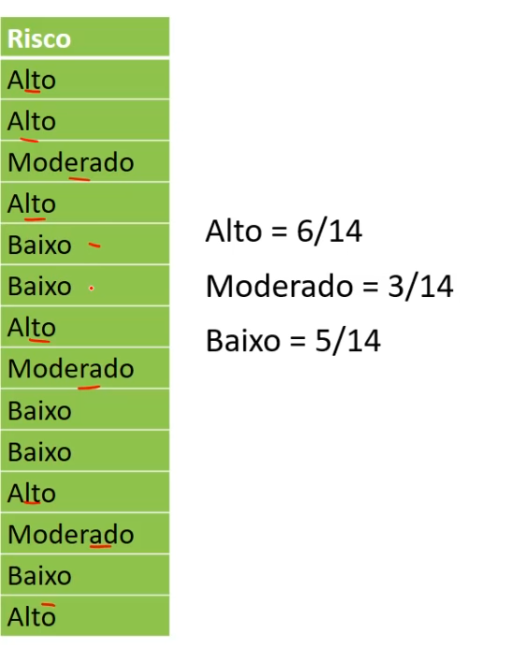 Risco
Alto
Alto
Moderado
Alto
Baixo
Baixo
Alto
Moderado
Baixo
Baixo
Alto
Moderado
Baixo
Alto
Alto = 6/14
Moderado = 3/14
Baixo = 5/14